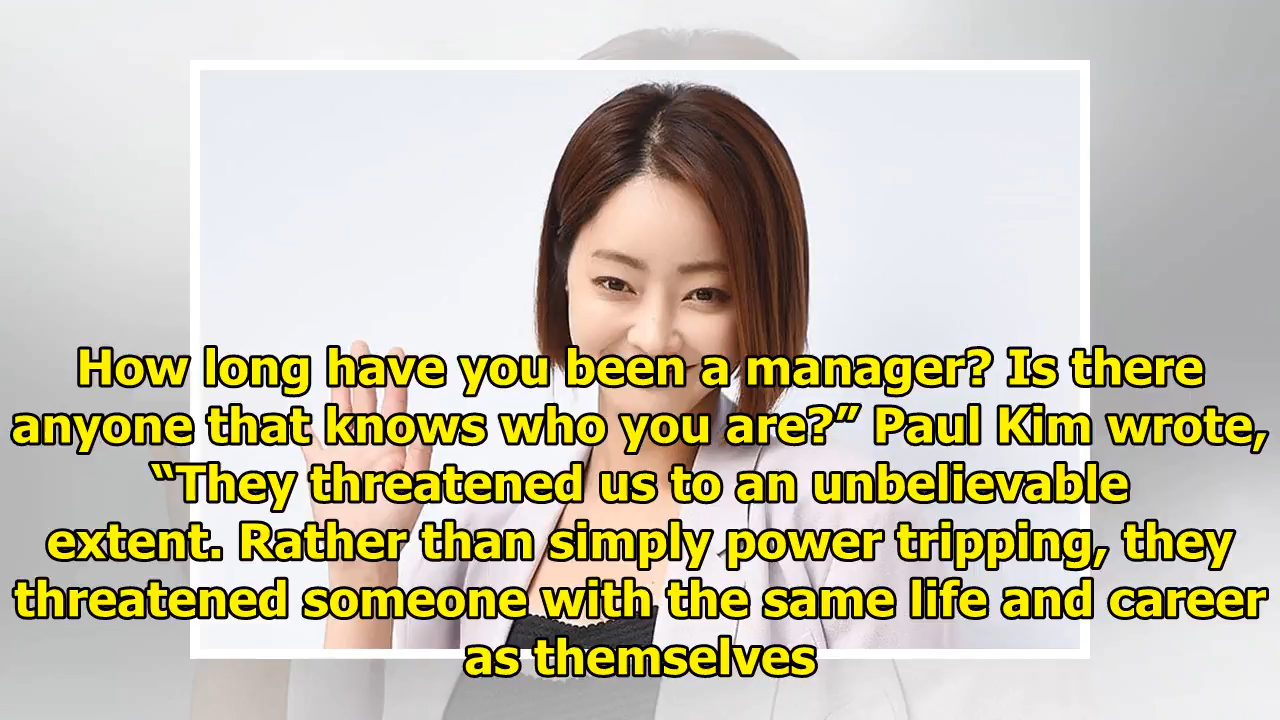 How long have you been a manager? Is there
anyone that knows who you are?” Paul Kim wrote,
“They threatened us to an unbelievable
extent. Rather than simply power tripping, they
threatened someone with the same life and career
as themselves